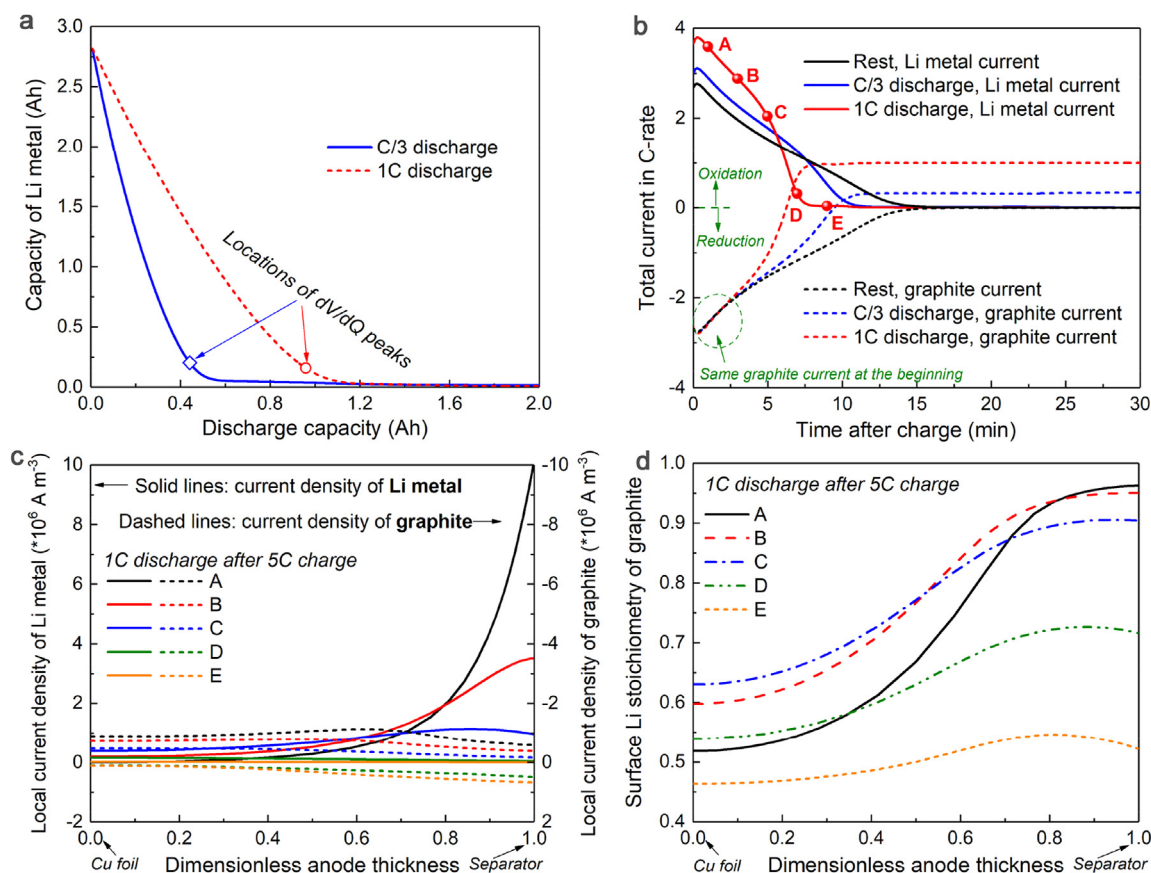 a
3.0
2.5
2.0
1.5
1.0
0.5
0.0
Capacity of Li metal (Ah)
C/3 discharge
1C discharge
Locations of dV/dQ peaks
0.0 0.4 0.8 1.2 1.6 2.0
Discharge capacity (Ah)
b
4
2
0
-2
-4
Total current in C-rate
A
B
C
D
E
Rest, Li metal current
C/3 discharge, Li metal current
1C discharge, Li metal current
Oxidation
Reduction
Rest, graphite current
C/3 discharge, graphite current
1C discharge, graphite current
Same graphite current at the beginning
0 5 10 15 20 25 30
Time after charge (min)
c
10
8
6
4
2
0
-2
Local current density of Li metal (*10⁶ A m⁻³)
Solid lines: current density of Li metal
Dashed lines: current density of graphite
1C discharge after 5C charge
A
B
C
D
E
-10
-8
-6
-4
-2
0
2
Local current density of graphite (*10⁶ A m⁻³)
0.0 0.2 0.4 0.6 0.8 1.0
Cu foil
Dimensionless anode thickness
Separator
d
1.0
0.9
0.8
0.7
0.6
0.5
0.4
Surface Li stoichiometry of graphite
1C discharge after 5C charge
A
B
C
D
E
0.0 0.2 0.4 0.6 0.8 1.0
Cu foil
Dimensionless anode thickness
Separator